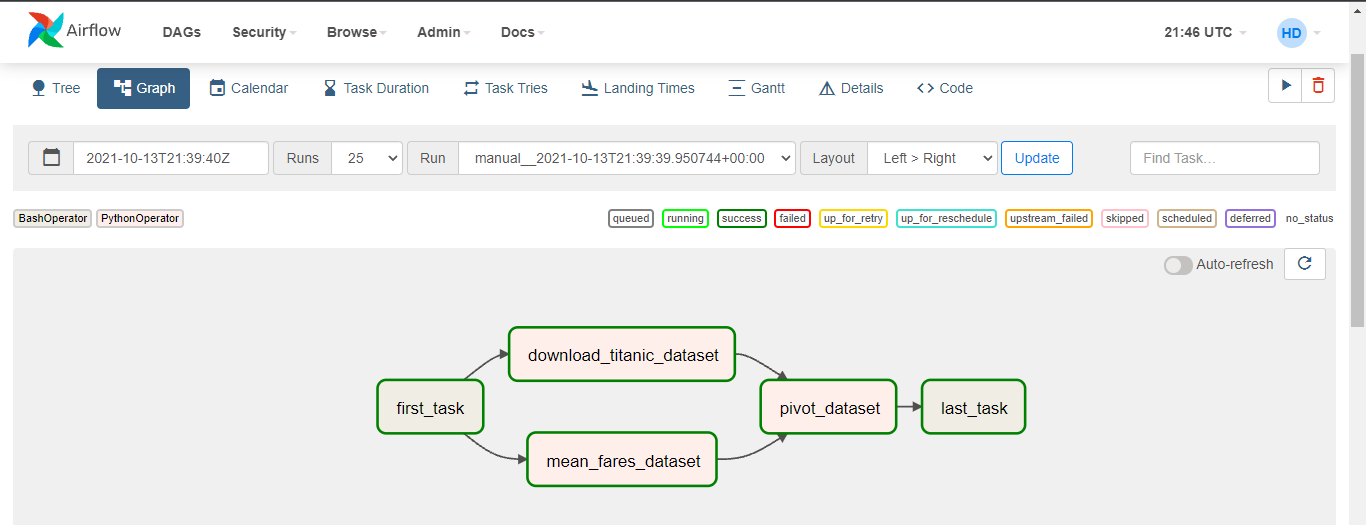 Airflow DAGs Security Browse Admin Docs 21:46 UTC HD
Tree Graph Calendar Task Duration Task Tries Landing Times Gantt Details Code
2021-10-13T21:39:40Z Runs 25 Run manual__2021-10-13T21:39:39.950744+00:00 Layout Left > Right Update Find Task...
BashOperator PythonOperator queued running success failed up_for_retry up_for_reschedule upstream_failed skipped scheduled deferred no_status
Auto-refresh
download_titanic_dataset
first_task pivot_dataset last_task
mean_fares_dataset